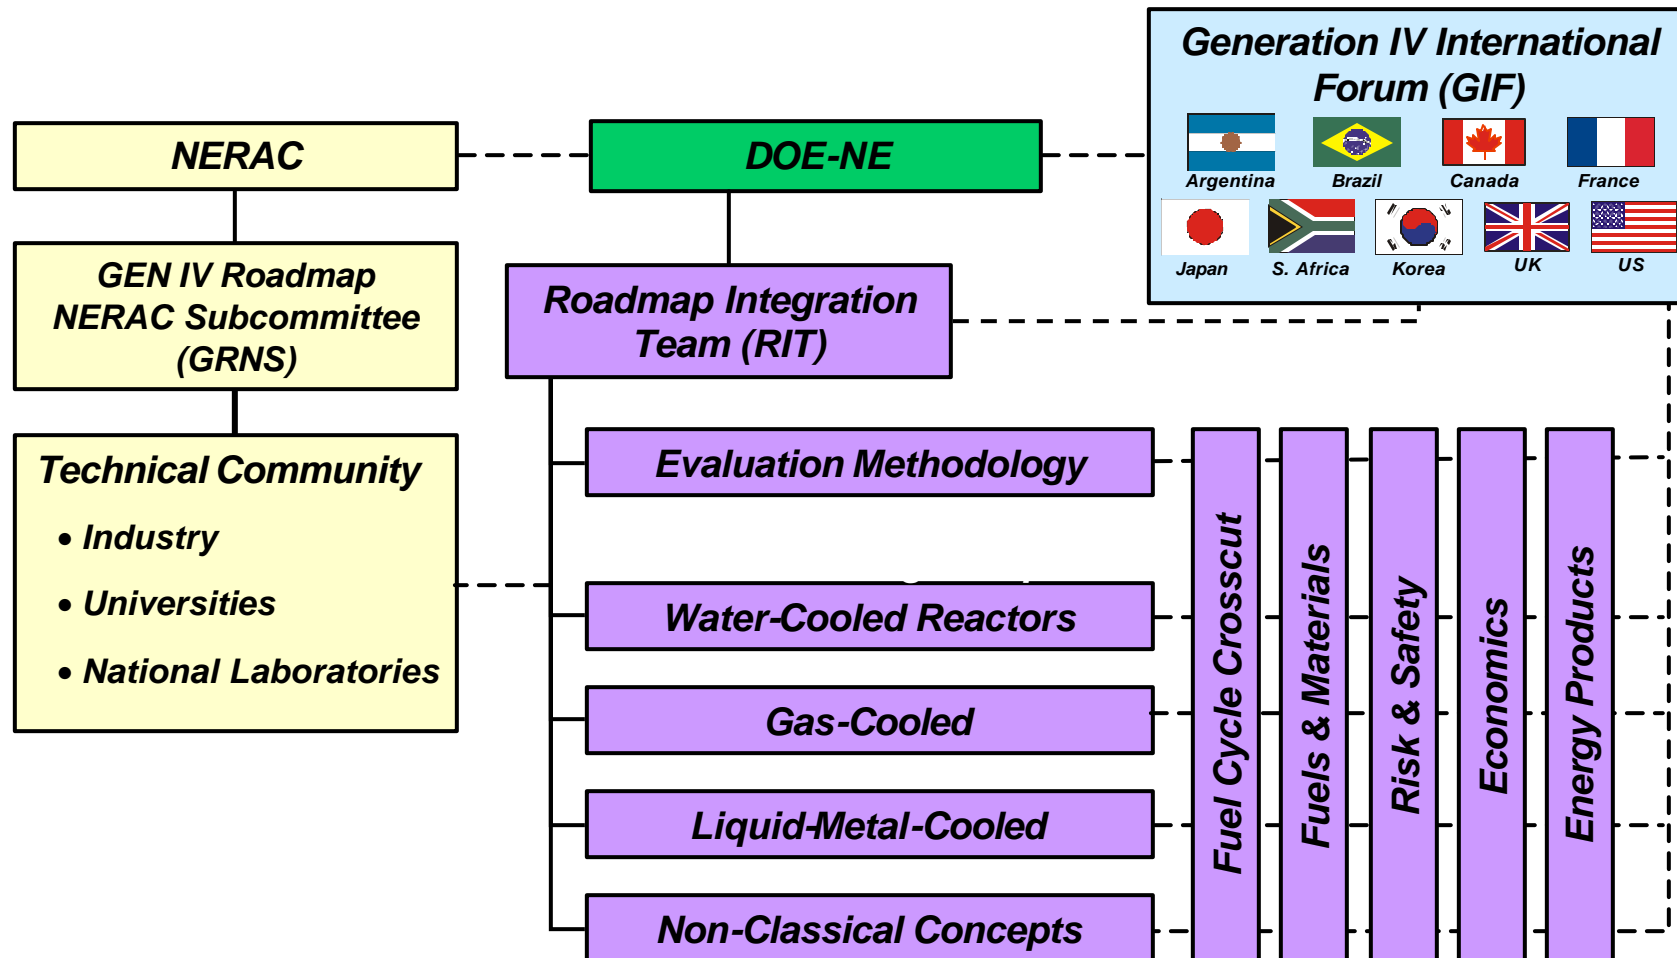 Generation IV International
Forum (GIF)
Argentina
Brazil
Canada
France
Japan
S. Africa
Korea
UK
US
NERAC
DOE-NE
GEN IV Roadmap
NERAC Subcommittee
(GRNS)
Roadmap Integration
Team (RIT)
Technical Community
• Industry
• Universities
• National Laboratories
Evaluation Methodology
Water-Cooled Reactors
Gas-Cooled
Liquid-Metal-Cooled
Non-Classical Concepts
Fuel Cycle Crosscut
Fuels & Materials
Risk & Safety
Economics
Energy Products